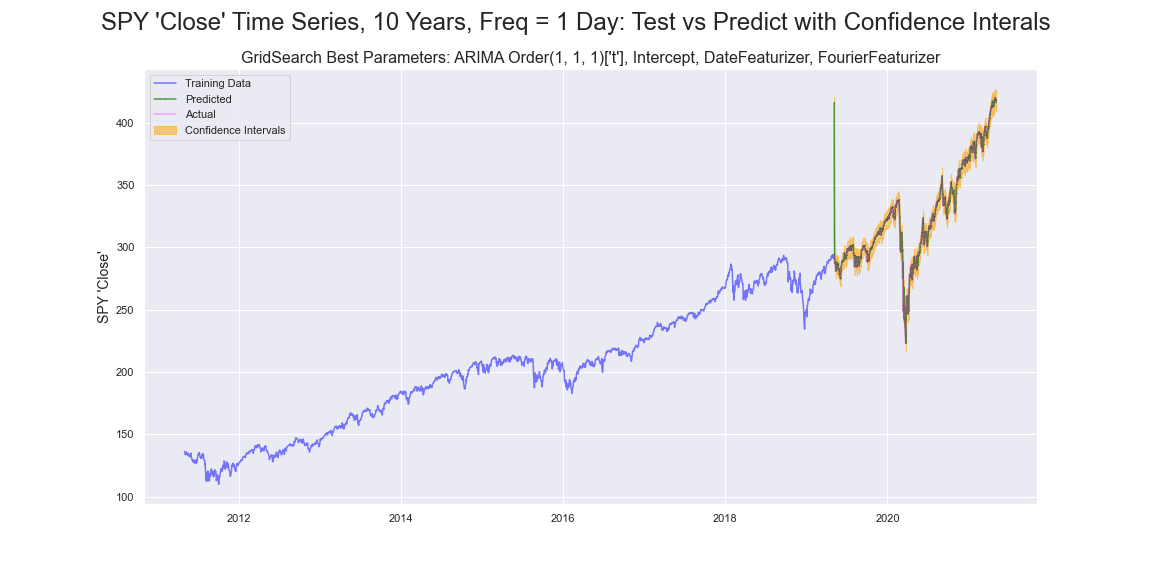 SPY 'Close' Time Series, 10 Years, Freq = 1 Day: Test vs Predict with Confidence Interals
GridSearch Best Parameters: ARIMA Order(1, 1, 1)['t'], Intercept, DateFeaturizer, FourierFeaturizer
Training Data
Predicted
Actual
Confidence Intervals
SPY 'Close'
400
350
300
250
200
150
100
2012
2014
2016
2018
2020